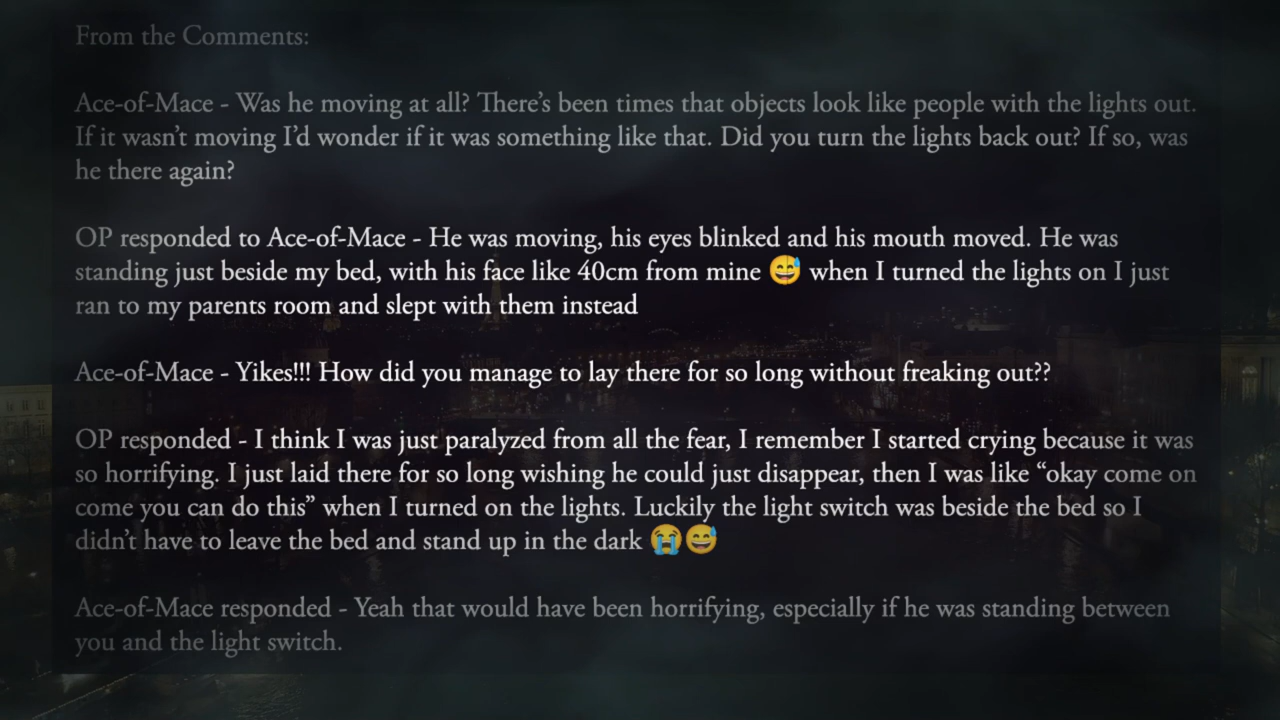 From the Comments:
Ace-of-Mace - Was he moving at all? There’s been times that objects look like people with the lights out.
If it wasn’t moving I’d wonder if it was something like that. Did you turn the lights back out? If so, was
he there again?
OP responded to Ace-of-Mace - He was moving, his eyes blinked and his mouth moved. He was
standing just beside my bed, with his face like 40cm from mine 😅 when I turned the lights on I just
ran to my parents room and slept with them instead
Ace-of-Mace - Yikes!!! How did you manage to lay there for so long without freaking out??
OP responded - I think I was just paralyzed from all the fear, I remember I started crying because it was
so horrifying. I just laid there for so long wishing he could just disappear, then I was like “okay come on
come you can do this” when I turned on the lights. Luckily the light switch was beside the bed so I
didn’t have to leave the bed and stand up in the dark 😭😅
Ace-of-Mace responded - Yeah that would have been horrifying, especially if he was standing between
you and the light switch.